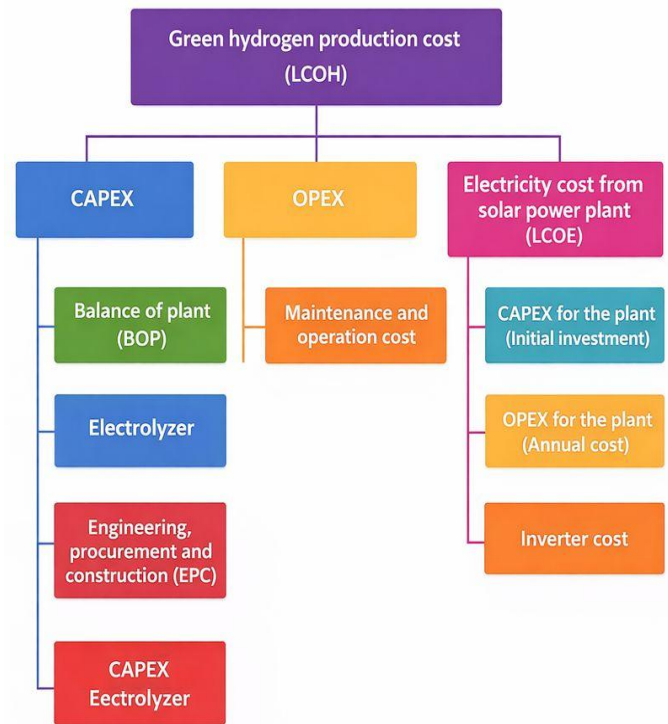 Green hydrogen production cost
(LCOH)
CAPEX
OPEX
Electricity cost from
solar power plant
(LCOE)
Balance of plant
(BOP)
Maintenance and
operation cost
CAPEX for the plant
(Initial investment)
Electrolyzer
OPEX for the plant
(Annual cost)
Engineering,
procurement and
construction (EPC)
Inverter cost
CAPEX
Eectrolyzer